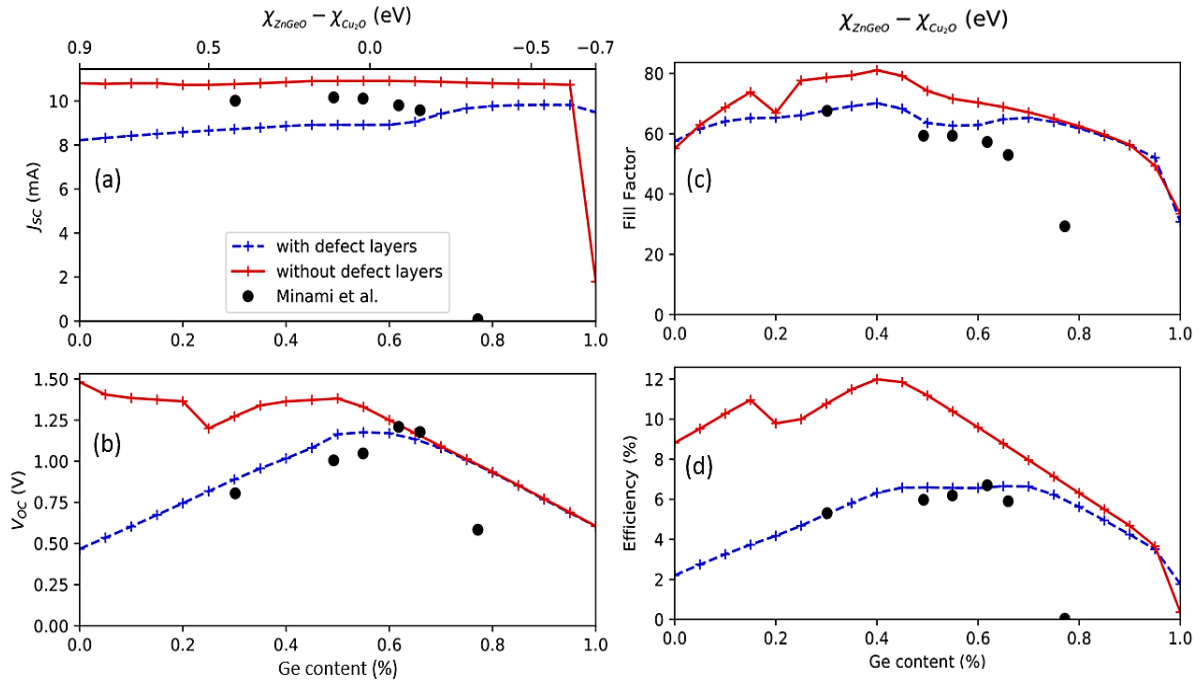 χZnGeO − χCu₂O (eV)
χZnGeO − χCu₂O (eV)
0.9 0.5 0.0 −0.5 −0.7
10
8
6
4
2
0
JSC (mA)
(a)
with defect layers
without defect layers
Minami et al.
0.0 0.2 0.4 0.6 0.8 1.0
80
60
40
20
0
Fill Factor
(c)
0.0 0.2 0.4 0.6 0.8 1.0
1.50
1.25
1.00
0.75
0.50
0.25
0.00
VOC (V)
(b)
0.0 0.2 0.4 0.6 0.8 1.0
Ge content (%)
12
10
8
6
4
2
0
Efficiency (%)
(d)
0.0 0.2 0.4 0.6 0.8 1.0
Ge content (%)